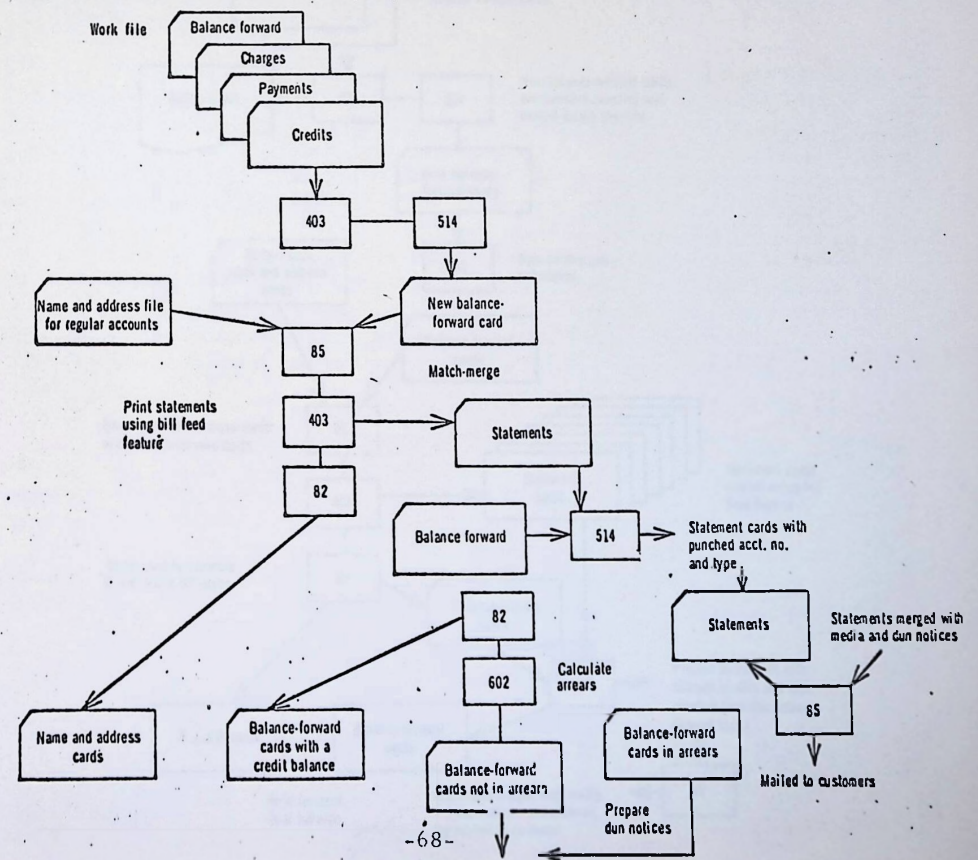 Work file
Balance forward
Charges
Payments
Credits
403
514
Name and address file
for regular accounts
New balance-
forward card
85
Match-merge
Print statements
using bill feed
feature
403
Statements
82
Balance forward
514
Statement cards with
punched acct. no.
and type
82
Statements
Statements merged with
media and dun notices
602
Calculate
arrears
85
Name and address
cards
Balance-forward
cards with a
credit balance
Balance-forward
cards not in arrears
Balance-forward
cards in arrears
Mailed to customers
Prepare
dun notices
-68-